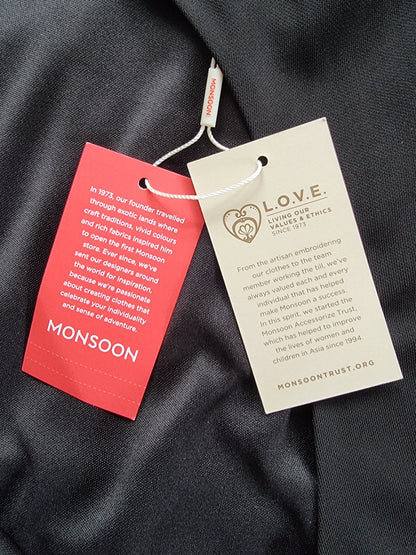 MONSOON
In 1973, our founder travelled
through exotic lands where
craft traditions, vivid colours
and rich fabrics inspired him
to open the first Monsoon
store. Ever since, we've
sent our designers around
the world for inspiration,
because we're passionate
about creating clothes that
celebrate your individuality
and sense of adventure.
MONSOON
L.O.V.E.
LIVING OUR
VALUES & ETHICS
SINCE 1973
From the artisan embroidering
our clothes to the team
member working the till, we've
always valued each and every
individual that has helped
make Monsoon a success.
In this spirit, we started the
Monsoon Accessorize Trust,
which has helped to improve
the lives of women and
children in Asia since 1994.
MONSOONTRUST.ORG